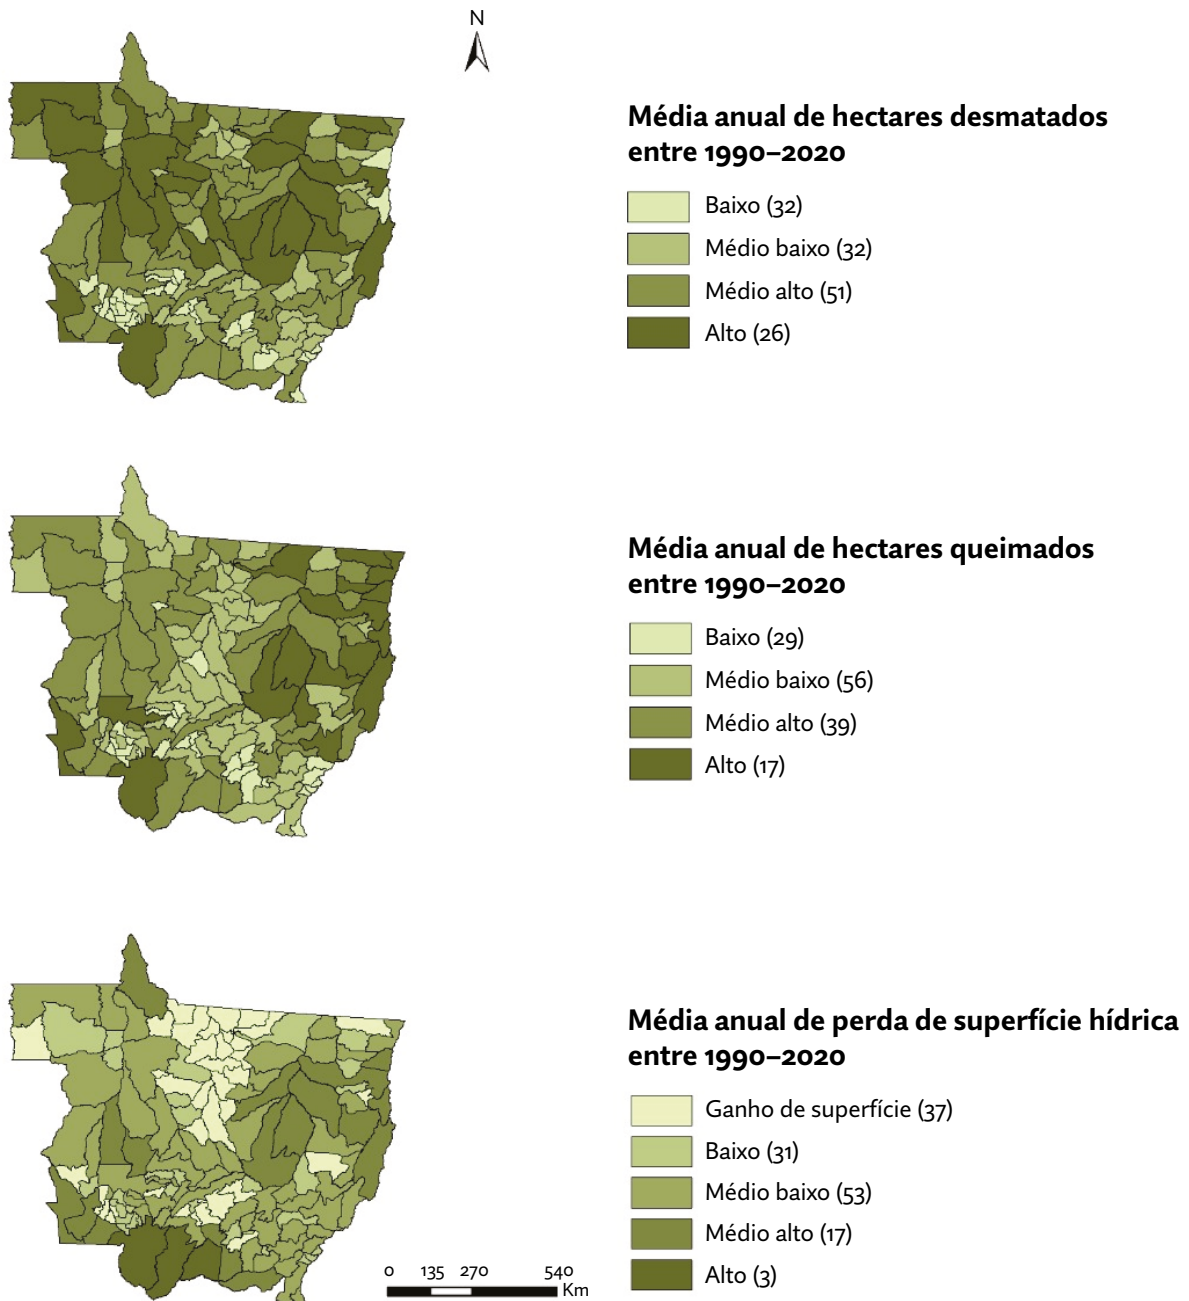 N
Média anual de hectares desmatados
entre 1990–2020
Baixo (32)
Médio baixo (32)
Médio alto (51)
Alto (26)
Média anual de hectares queimados
entre 1990–2020
Baixo (29)
Médio baixo (56)
Médio alto (39)
Alto (17)
Média anual de perda de superfície hídrica
entre 1990–2020
Ganho de superfície (37)
Baixo (31)
Médio baixo (53)
Médio alto (17)
Alto (3)
0 135 270 540
Km